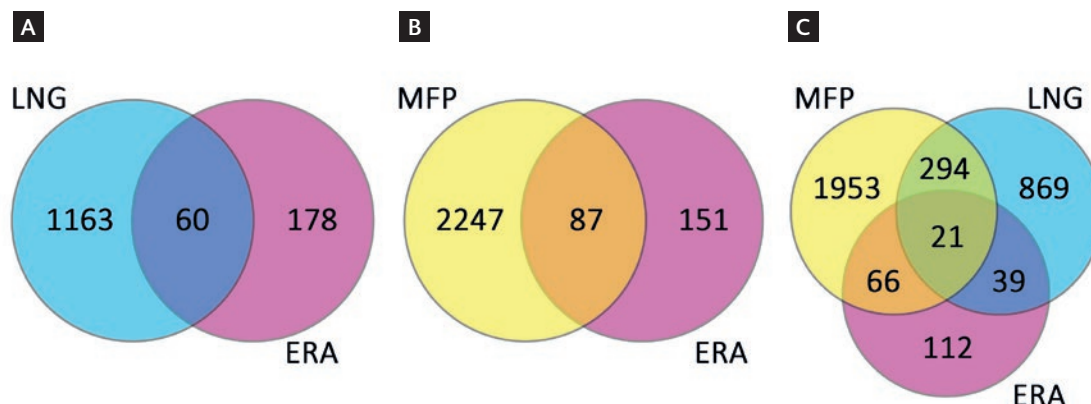 A
LNG
1163
60
178
ERA
B
MFP
2247
87
151
ERA
C
MFP
LNG
1953
294
869
21
66
39
112
ERA